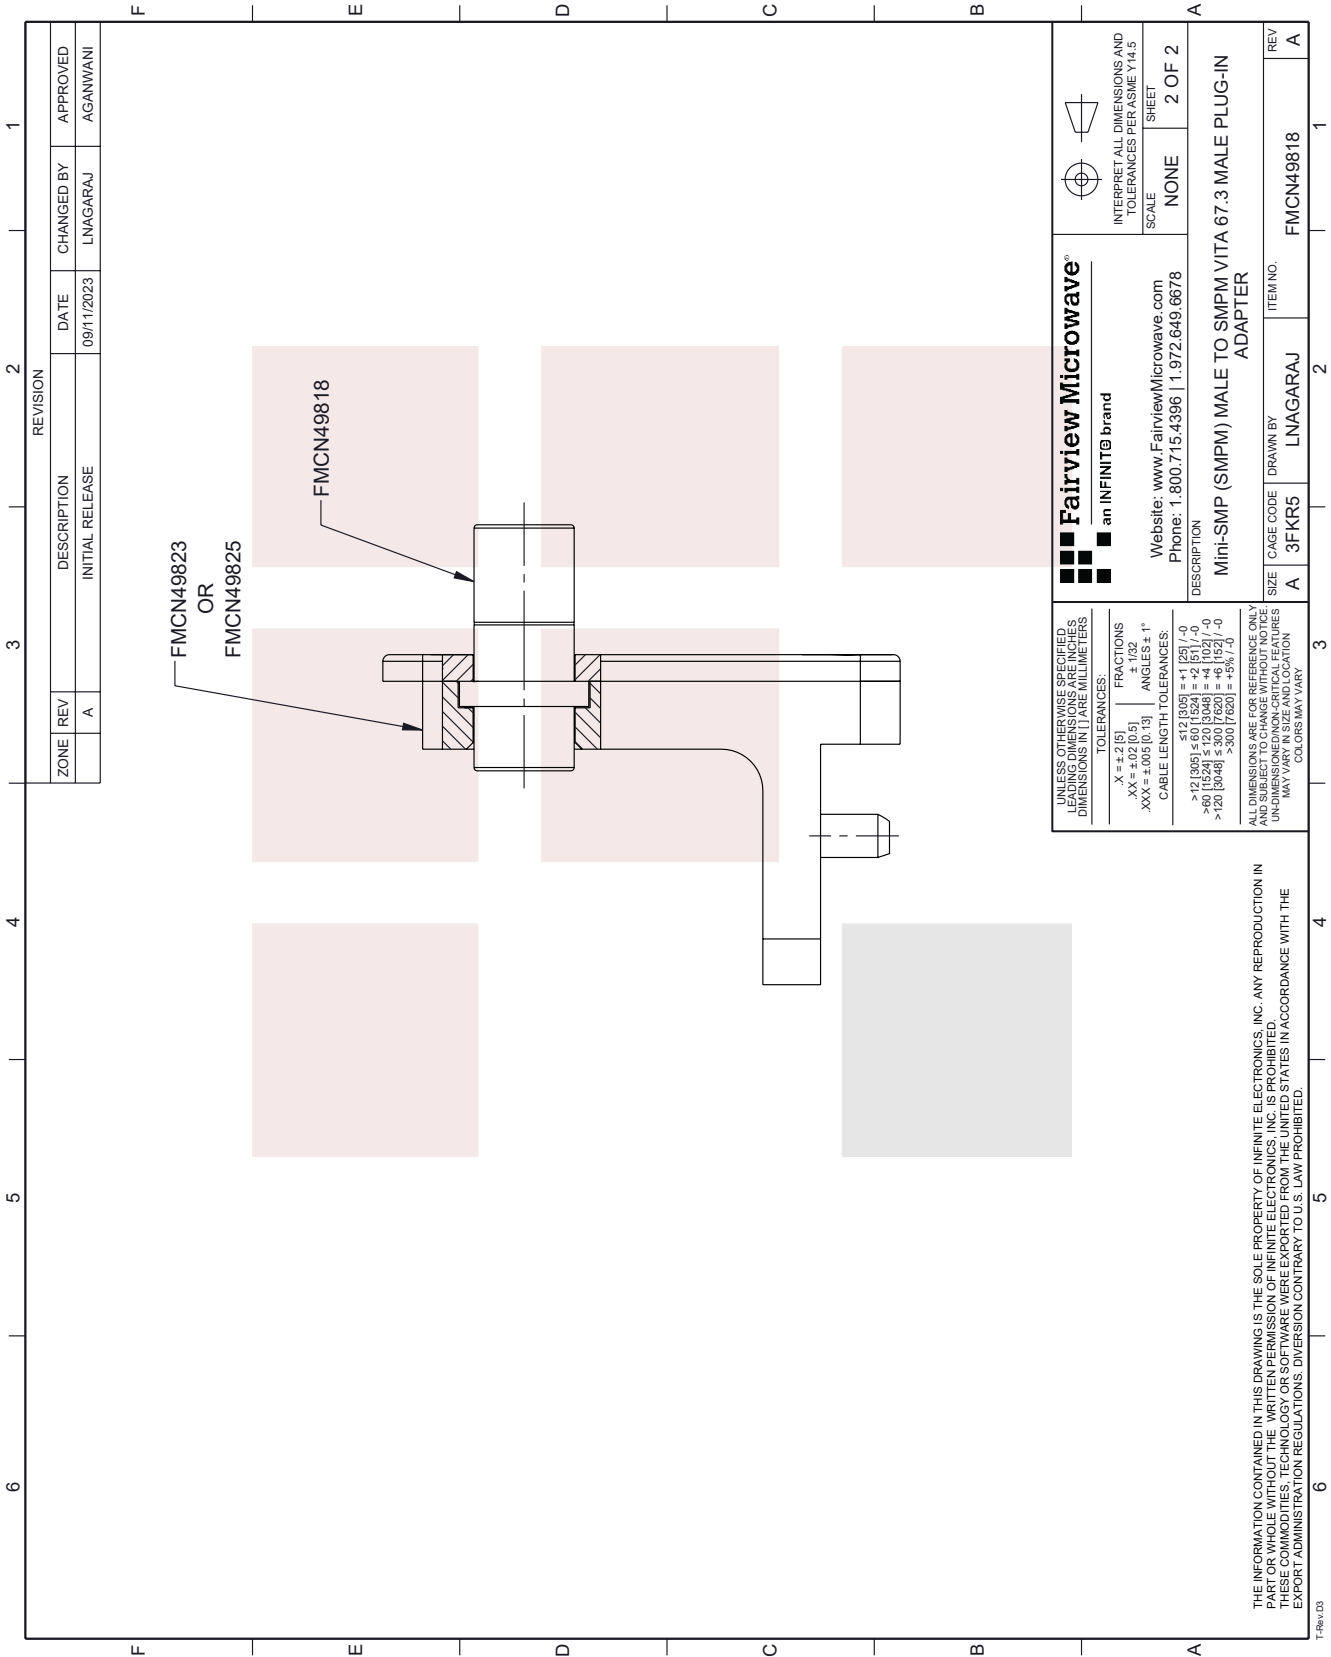 6
5
4
3
2
1
F
E
D
C
B
A
REVISION
ZONE
REV
DESCRIPTION
DATE
CHANGED BY
APPROVED
A
INITIAL RELEASE
09/11/2023
LNAGARAJ
AGANWANI
FMCN49823
OR
FMCN49825
FMCN49818
UNLESS OTHERWISE SPECIFIED
LEADING DIMENSIONS ARE INCHES
DIMENSIONS IN [ ] ARE MILLIMETERS
TOLERANCES:
.X = ±.2 [5]
.XX = ±.02 [0.5]
.XXX = ±.005 [0.13]
FRACTIONS
± 1/32
ANGLES ± 1°
CABLE LENGTH TOLERANCES:
≤12 [305] = +1 [25] / -0
>12 [305] ≤ 60 [1524] = +2 [51] / -0
>60 [1524] ≤ 120 [3048] = +4 [102] / -0
>120 [3048] ≤ 300 [7620] = +6 [152] / -0
>300 [7620] = +5% / -0
ALL DIMENSIONS ARE FOR REFERENCE ONLY
AND SUBJECT TO CHANGE WITHOUT NOTICE.
UN-DIMENSIONED/NON-CRITICAL FEATURES
MAY VARY IN SIZE AND LOCATION
COLORS MAY VARY
Fairview Microwave®
an INFINIT℮ brand
Website: www.FairviewMicrowave.com
Phone: 1.800.715.4396 | 1.972.649.6678
INTERPRET ALL DIMENSIONS AND
TOLERANCES PER ASME Y14.5
SCALE
NONE
SHEET
2 OF 2
DESCRIPTION
Mini-SMP (SMPM) MALE TO SMPM VITA 67.3 MALE PLUG-IN
ADAPTER
SIZE
A
CAGE CODE
3FKR5
DRAWN BY
LNAGARAJ
ITEM NO.
FMCN49818
REV
A
THE INFORMATION CONTAINED IN THIS DRAWING IS THE SOLE PROPERTY OF INFINITE ELECTRONICS, INC. ANY REPRODUCTION IN
PART OR WHOLE WITHOUT THE WRITTEN PERMISSION OF INFINITE ELECTRONICS, INC. IS PROHIBITED.
THESE COMMODITIES, TECHNOLOGY OR SOFTWARE WERE EXPORTED FROM THE UNITED STATES IN ACCORDANCE WITH THE
EXPORT ADMINISTRATION REGULATIONS. DIVERSION CONTRARY TO U.S. LAW PROHIBITED.
F
E
D
C
B
A
6
5
4
3
2
1
T-Rev.D3